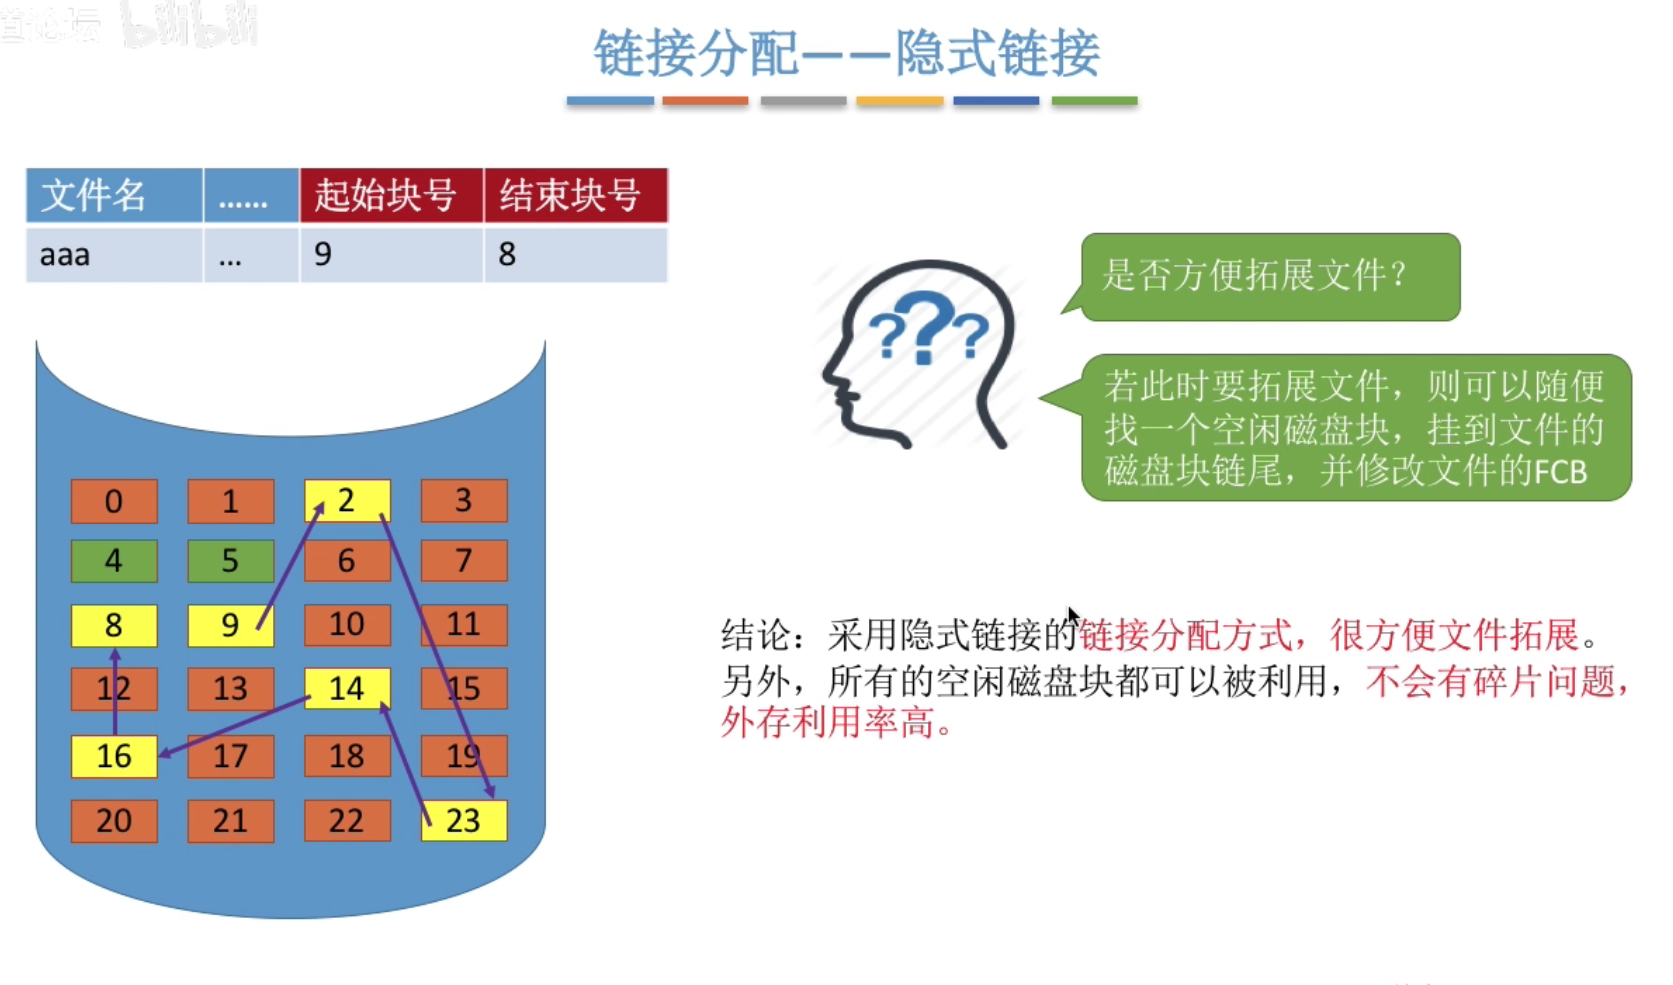 道论坛 bilibili
链接分配——隐式链接
文件名 …… 起始块号 结束块号
aaa ... 9 8
???
是否方便拓展文件？
若此时要拓展文件，则可以随便
找一个空闲磁盘块，挂到文件的
磁盘块链尾，并修改文件的FCB
0 1 2 3
4 5 6 7
8 9 10 11
12 13 14 15
16 17 18 19
20 21 22 23
结论：采用隐式链接的链接分配方式，很方便文件拓展。
另外，所有的空闲磁盘块都可以被利用，不会有碎片问题，
外存利用率高。